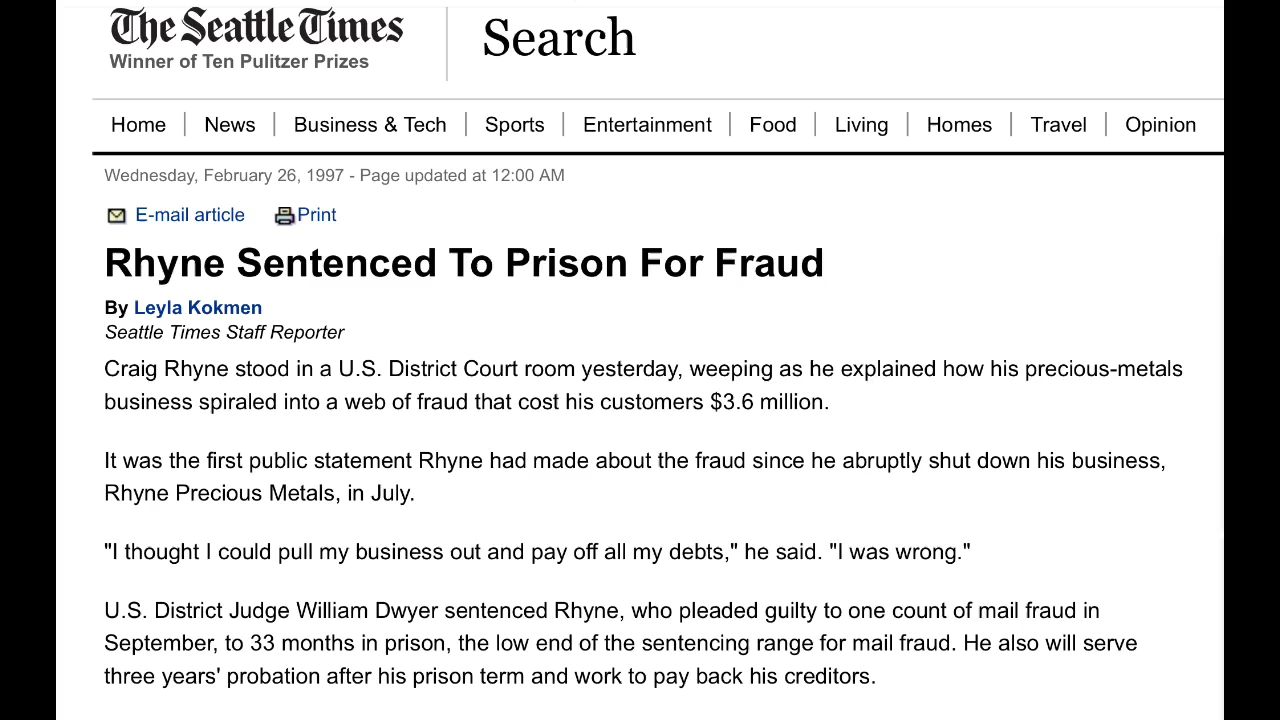 The Seattle Times
Winner of Ten Pulitzer Prizes
Search
Home | News | Business & Tech | Sports | Entertainment | Food | Living | Homes | Travel | Opinion
Wednesday, February 26, 1997 - Page updated at 12:00 AM
E-mail article Print
Rhyne Sentenced To Prison For Fraud
By Leyla Kokmen
Seattle Times Staff Reporter
Craig Rhyne stood in a U.S. District Court room yesterday, weeping as he explained how his precious-metals
business spiraled into a web of fraud that cost his customers $3.6 million.
It was the first public statement Rhyne had made about the fraud since he abruptly shut down his business,
Rhyne Precious Metals, in July.
"I thought I could pull my business out and pay off all my debts," he said. "I was wrong."
U.S. District Judge William Dwyer sentenced Rhyne, who pleaded guilty to one count of mail fraud in
September, to 33 months in prison, the low end of the sentencing range for mail fraud. He also will serve
three years' probation after his prison term and work to pay back his creditors.